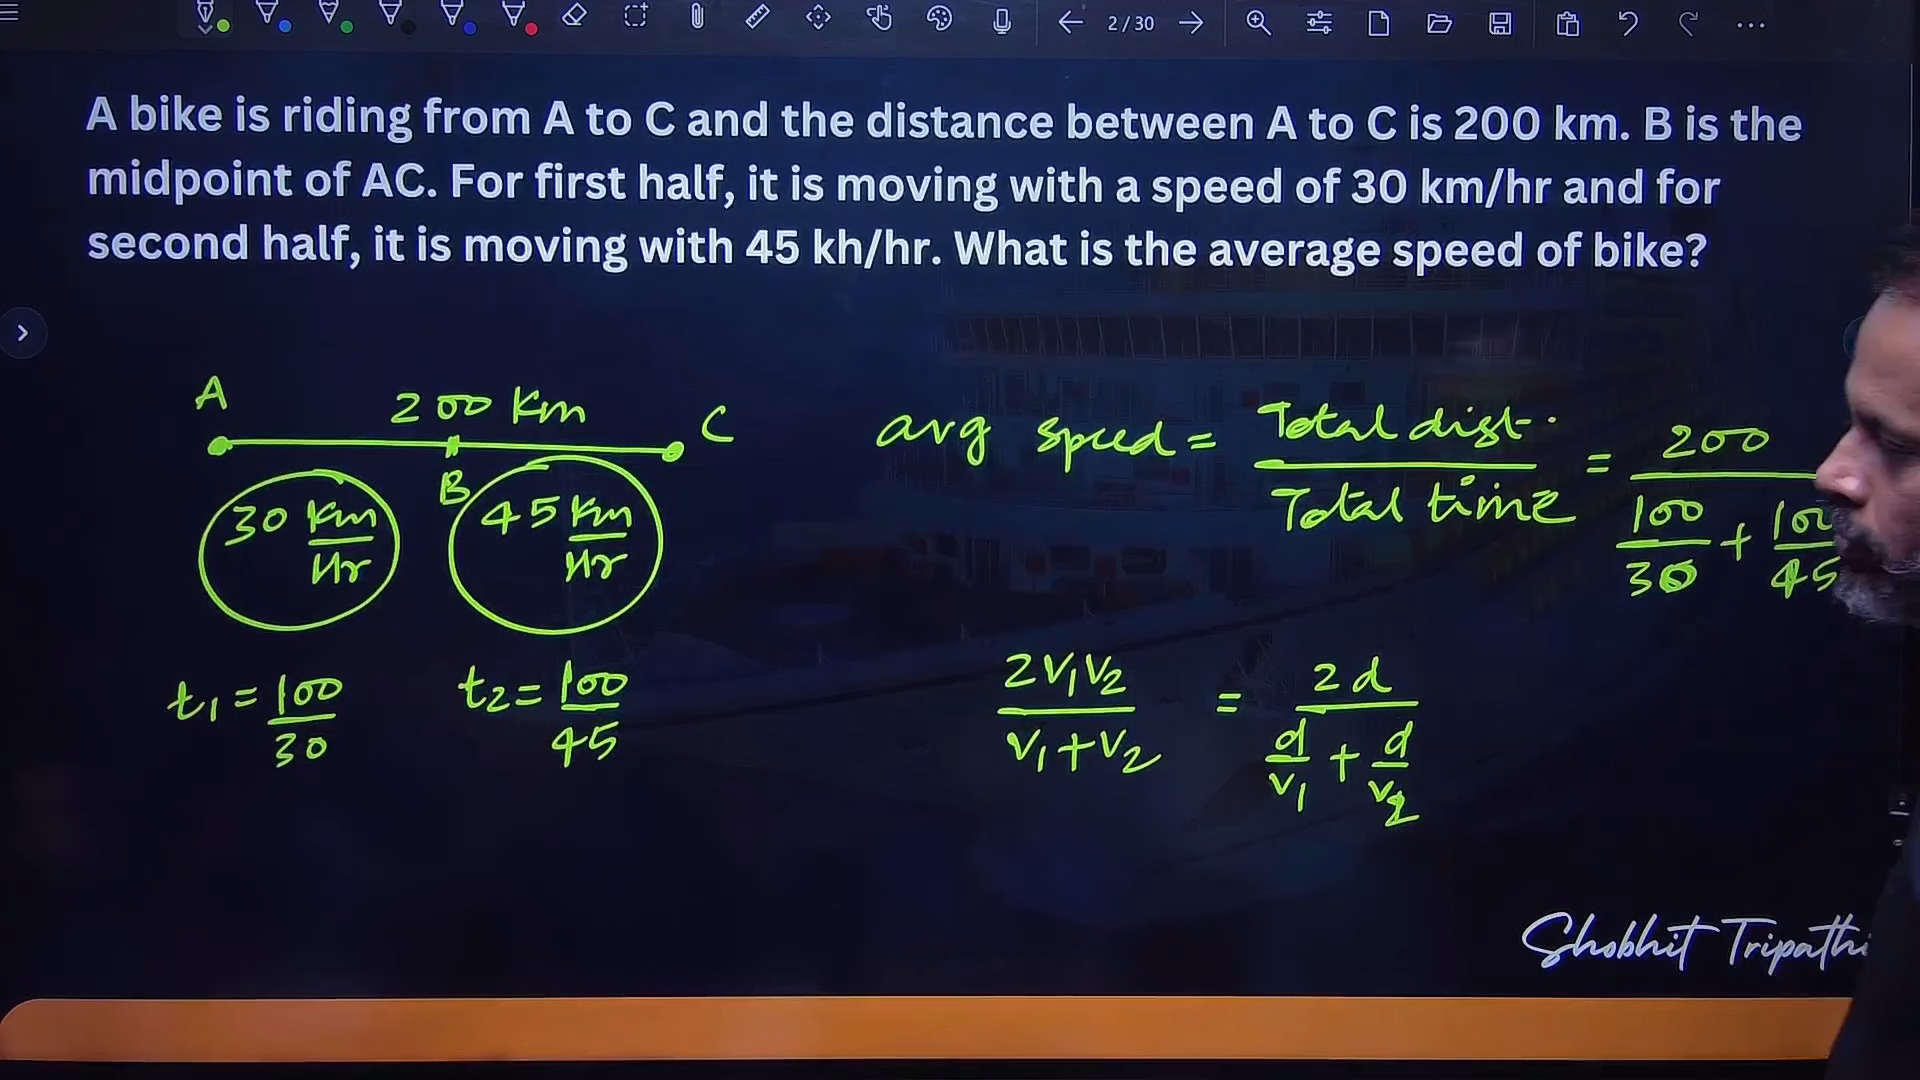 2 / 30
A bike is riding from A to C and the distance between A to C is 200 km. B is the
midpoint of AC. For first half, it is moving with a speed of 30 km/hr and for
second half, it is moving with 45 kh/hr. What is the average speed of bike?
A 200 Km C
B
30 Km/Hr 45 Km/Hr
t1 = 100/30 t2 = 100/45
avg speed = Total dist./Total time = 200/(100/30 + 100/45)
2V1V2/(V1+V2) = 2d/(d/V1 + d/V2)
Shobhit Tripathi